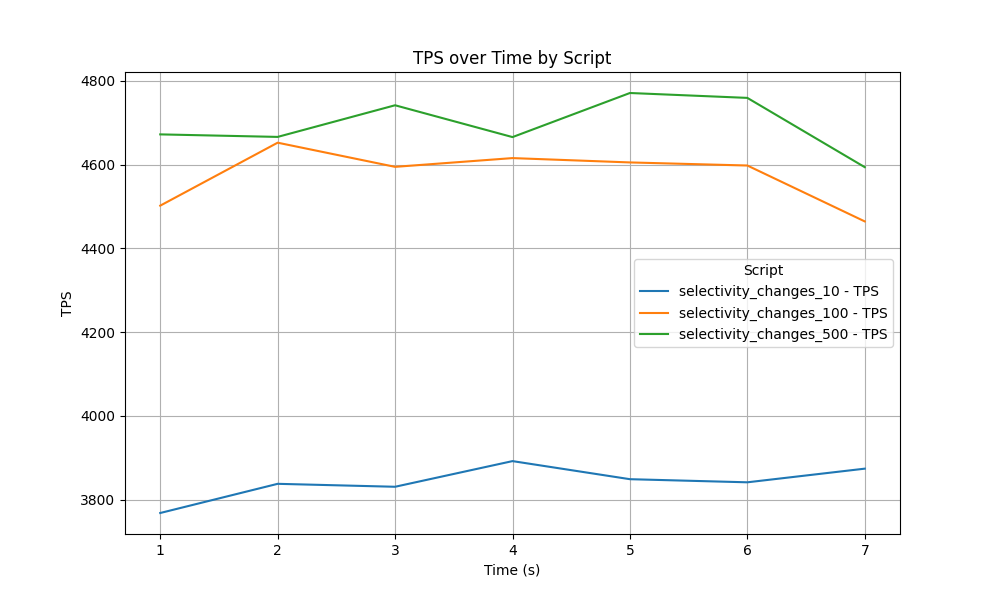 TPS over Time by Script
4800
4600
4400
4200
4000
3800
TPS
Script
selectivity_changes_10 - TPS
selectivity_changes_100 - TPS
selectivity_changes_500 - TPS
1 2 3 4 5 6 7
Time (s)